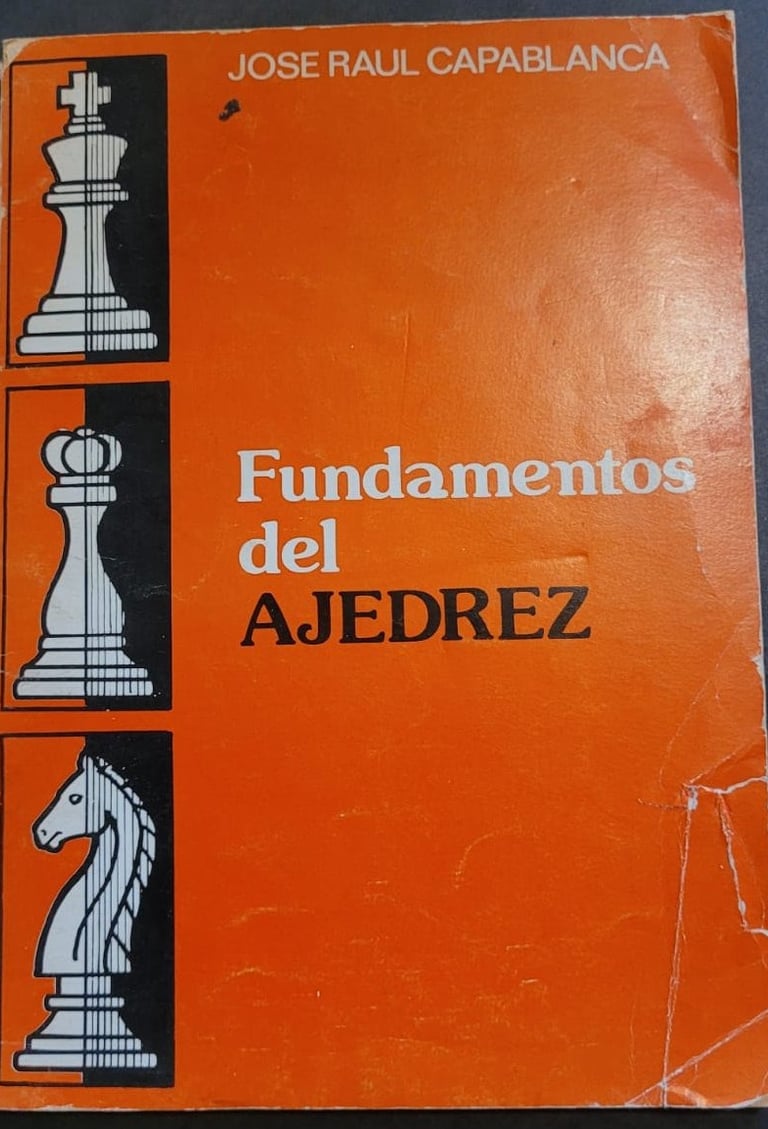 JOSE RAUL CAPABLANCA
Fundamentos
del
AJEDREZ